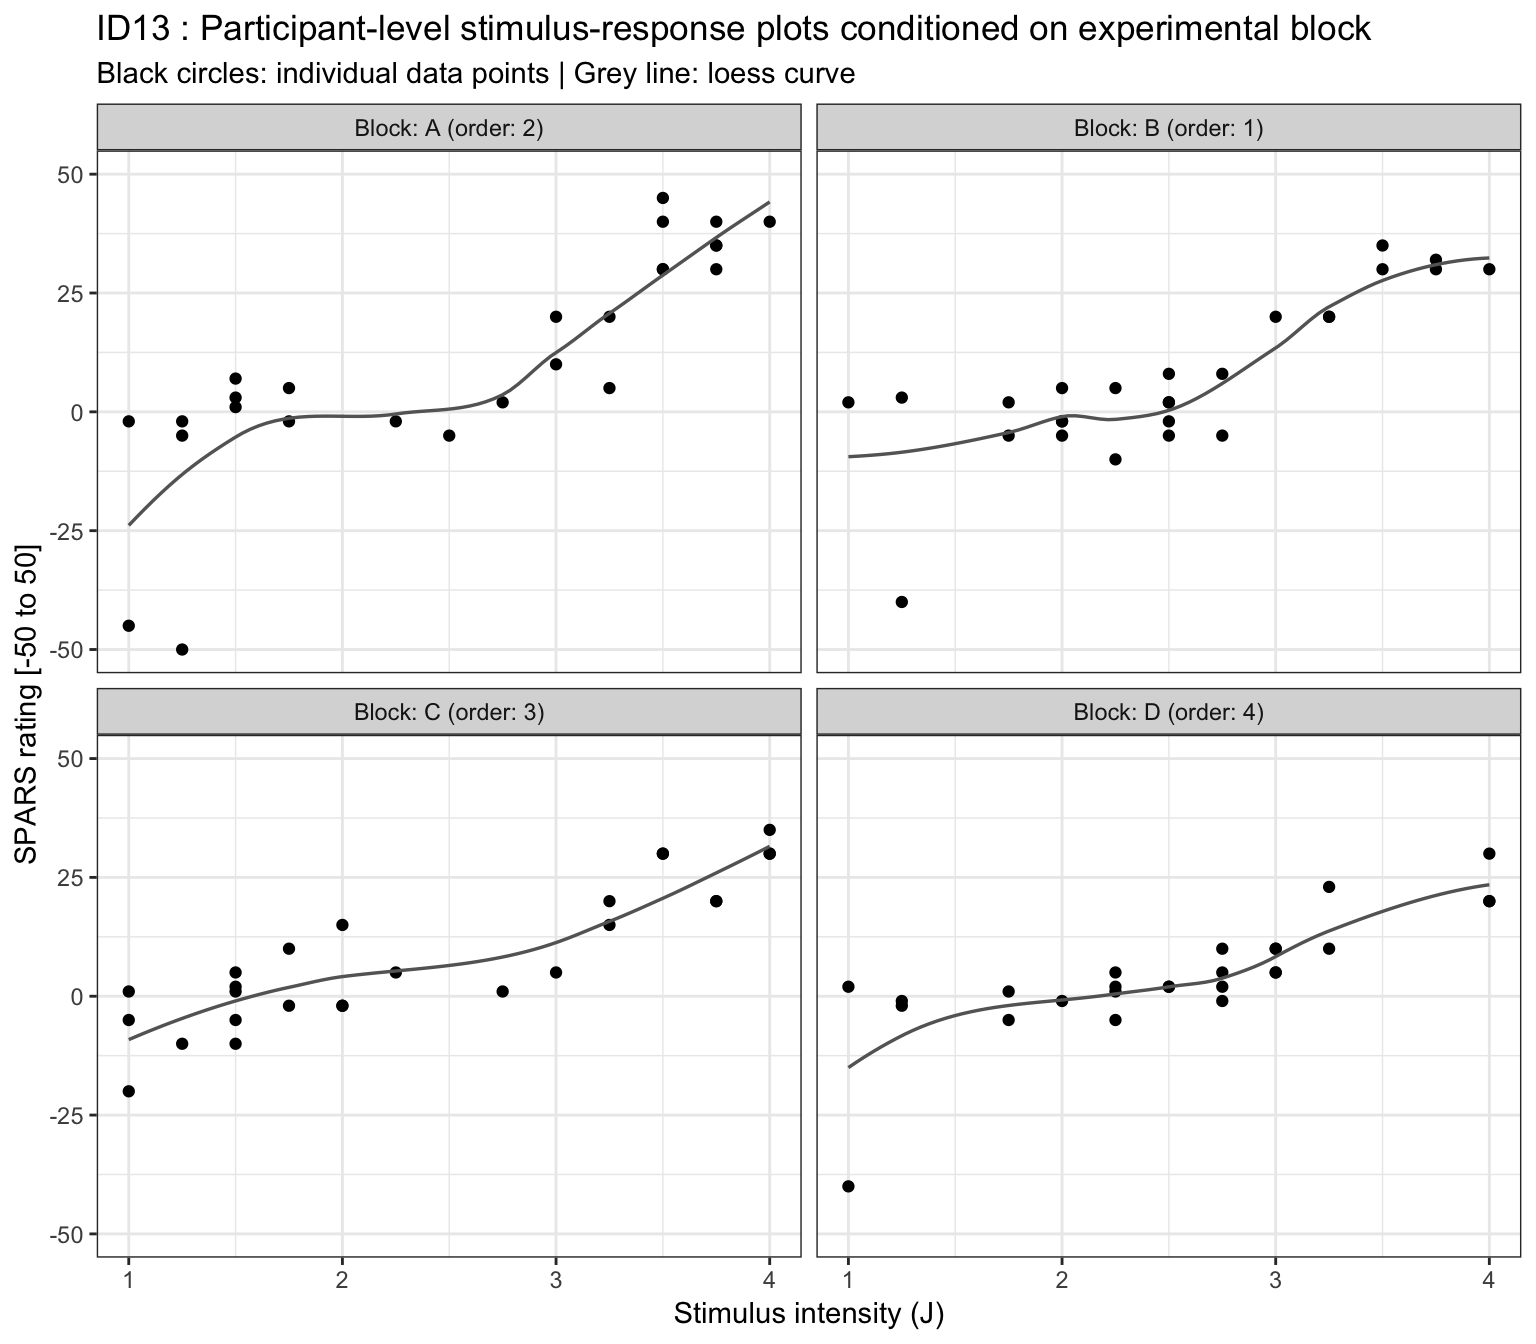 ID13 : Participant-level stimulus-response plots conditioned on experimental block
Black circles: individual data points | Grey line: loess curve
Block: A (order: 2)
Block: B (order: 1)
50
25
0
-25
-50
Block: C (order: 3)
Block: D (order: 4)
50
25
0
-25
-50
SPARS rating [-50 to 50]
1 2 3 4
1 2 3 4
Stimulus intensity (J)